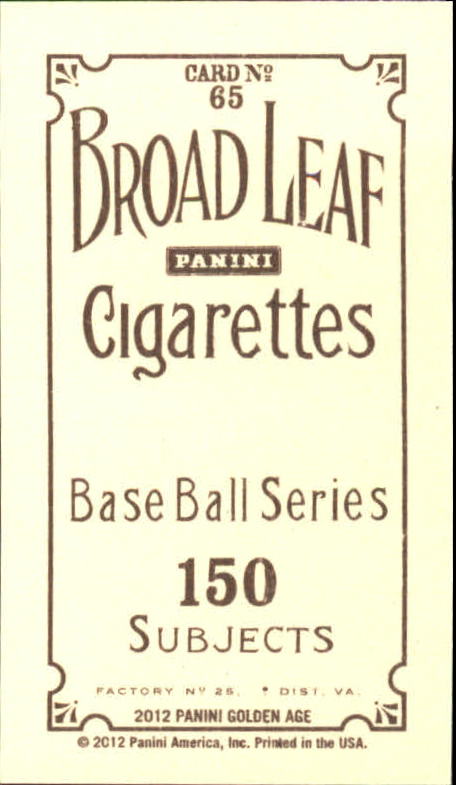 CARD Nº
65
BROAD LEAF
PANINI
Cigarettes
Base Ball Series
150
SUBJECTS
FACTORY Nº 25, DIST. VA.
2012 PANINI GOLDEN AGE
© 2012 Panini America, Inc. Printed in the USA.